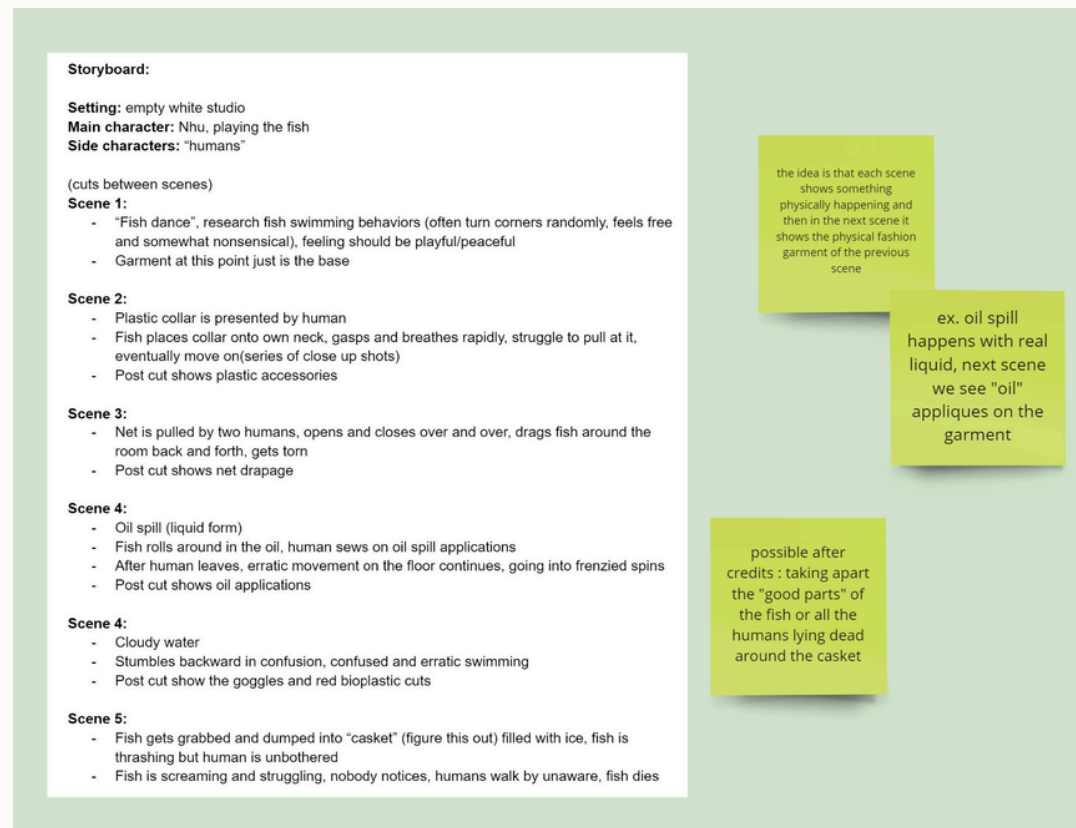 Storyboard:
Setting: empty white studio
Main character: Nhu, playing the fish
Side characters: “humans”
(cuts between scenes)
Scene 1:
- “Fish dance”, research fish swimming behaviors (often turn corners randomly, feels free
and somewhat nonsensical), feeling should be playful/peaceful
- Garment at this point just is the base
Scene 2:
- Plastic collar is presented by human
- Fish places collar onto own neck, gasps and breathes rapidly, struggle to pull at it,
eventually move on(series of close up shots)
- Post cut shows plastic accessories
Scene 3:
- Net is pulled by two humans, opens and closes over and over, drags fish around the
room back and forth, gets torn
- Post cut shows net drapage
Scene 4:
- Oil spill (liquid form)
- Fish rolls around in the oil, human sews on oil spill applications
- After human leaves, erratic movement on the floor continues, going into frenzied spins
- Post cut shows oil applications
Scene 4:
- Cloudy water
- Stumbles backward in confusion, confused and erratic swimming
- Post cut show the goggles and red bioplastic cuts
Scene 5:
- Fish gets grabbed and dumped into “casket” (figure this out) filled with ice, fish is
thrashing but human is unbothered
- Fish is screaming and struggling, nobody notices, humans walk by unaware, fish dies
the idea is that each scene
shows something
physically happening and
then in the next scene it
shows the physical fashion
garment of the previous
scene
ex. oil spill
happens with real
liquid, next scene
we see "oil"
appliques on the
garment
possible after
credits : taking apart
the "good parts" of
the fish or all the
humans lying dead
around the casket